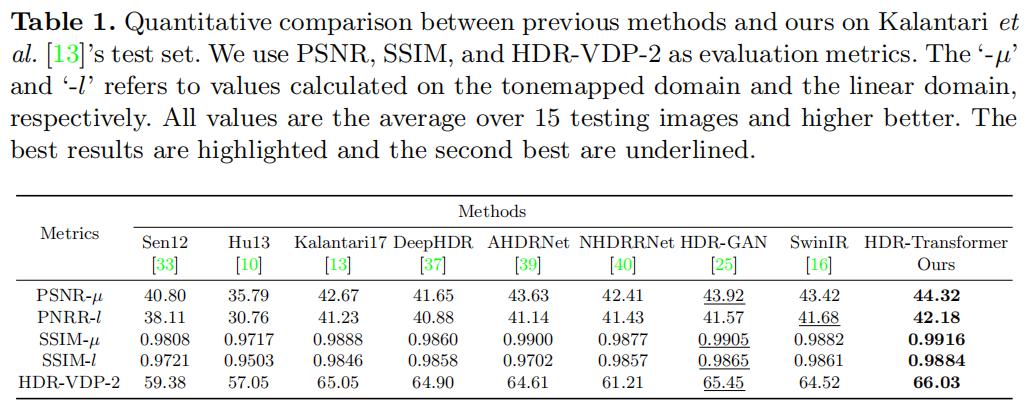 Table 1. Quantitative comparison between previous methods and ours on Kalantari et
al. [13]'s test set. We use PSNR, SSIM, and HDR-VDP-2 as evaluation metrics. The '-μ'
and '-l' refers to values calculated on the tonemapped domain and the linear domain,
respectively. All values are the average over 15 testing images and higher better. The
best results are highlighted and the second best are underlined.
Metrics Methods
Sen12 Hu13 Kalantari17 DeepHDR AHDRNet NHDRRNet HDR-GAN SwinIR HDR-Transformer
[33] [10] [13] [37] [39] [40] [25] [16] Ours
PSNR-μ 40.80 35.79 42.67 41.65 43.63 42.41 43.92 43.42 44.32
PNRR-l 38.11 30.76 41.23 40.88 41.14 41.43 41.57 41.68 42.18
SSIM-μ 0.9808 0.9717 0.9888 0.9860 0.9900 0.9877 0.9905 0.9882 0.9916
SSIM-l 0.9721 0.9503 0.9846 0.9858 0.9702 0.9857 0.9865 0.9861 0.9884
HDR-VDP-2 59.38 57.05 65.05 64.90 64.61 61.21 65.45 64.52 66.03